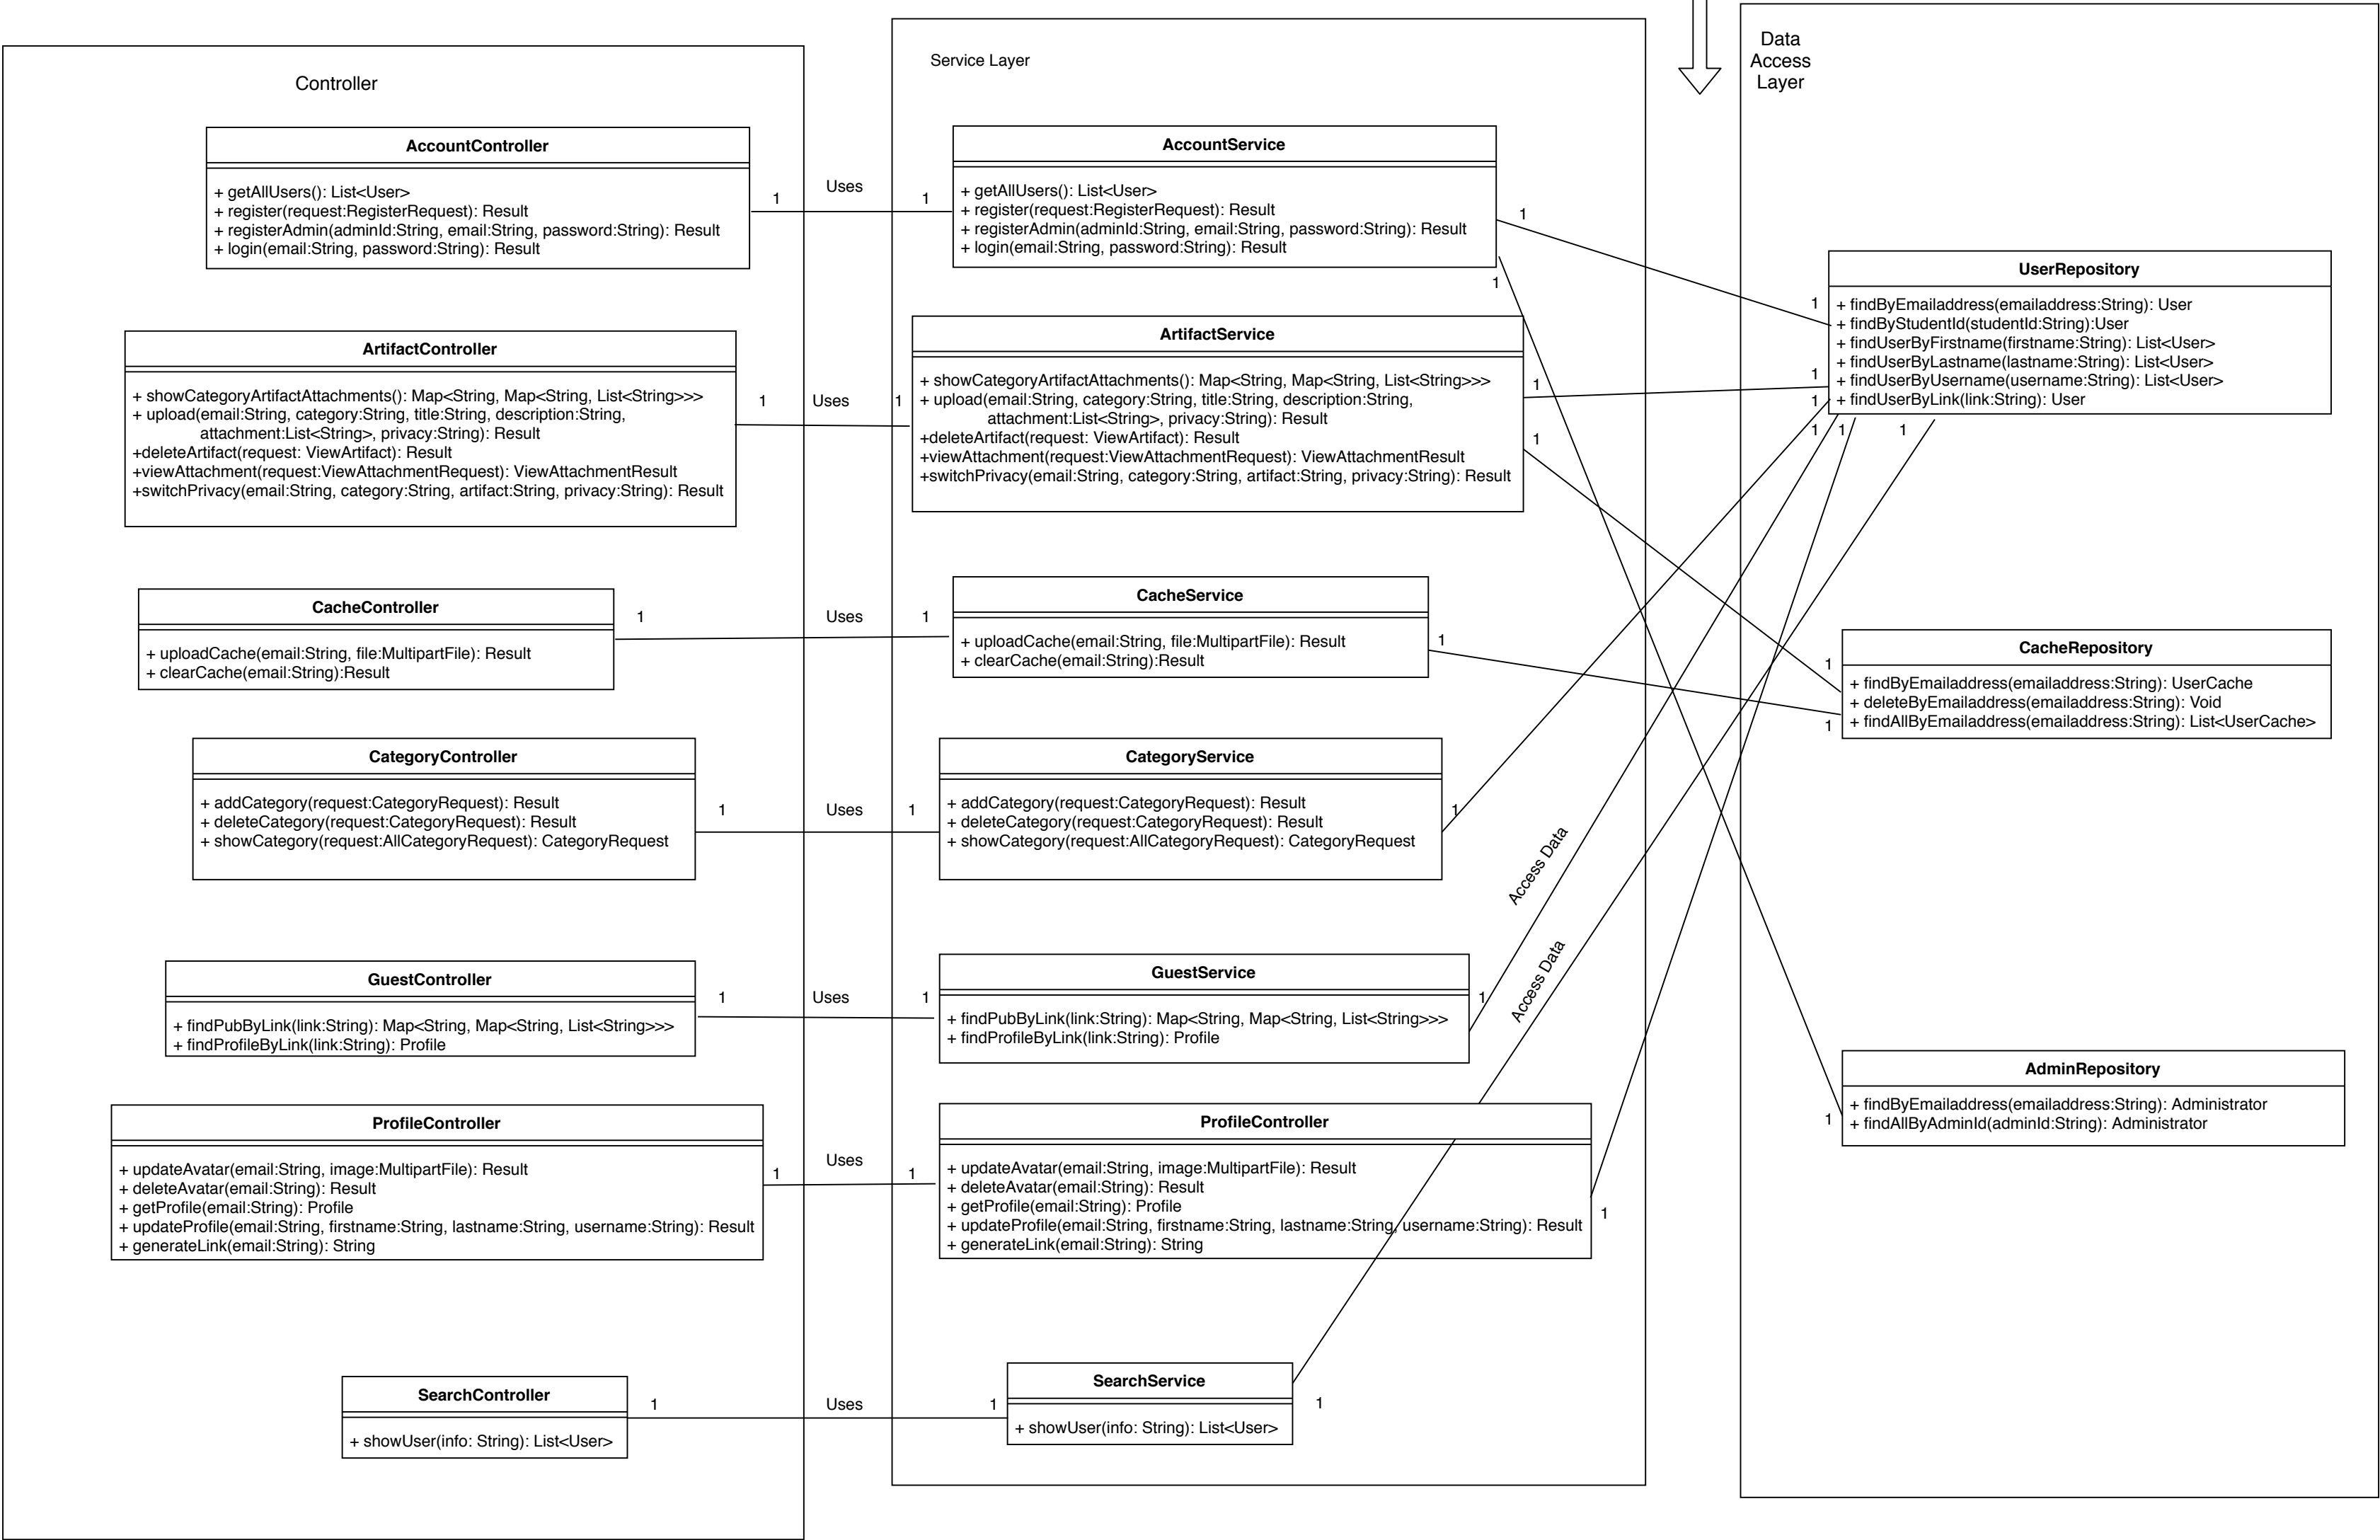 Controller
AccountController
+ getAllUsers(): List<User>
+ register(request:RegisterRequest): Result
+ registerAdmin(adminId:String, email:String, password:String): Result
+ login(email:String, password:String): Result
1
Uses
1
ArtifactController
+ showCategoryArtifactAttachments(): Map<String, Map<String, List<String>>>
+ upload(email:String, category:String, title:String, description:String,
attachment:List<String>, privacy:String): Result
+deleteArtifact(request: ViewArtifact): Result
+viewAttachment(request:ViewAttachmentRequest): ViewAttachmentResult
+switchPrivacy(email:String, category:String, artifact:String, privacy:String): Result
1
Uses
1
CacheController
+ uploadCache(email:String, file:MultipartFile): Result
+ clearCache(email:String):Result
1
Uses
1
CategoryController
+ addCategory(request:CategoryRequest): Result
+ deleteCategory(request:CategoryRequest): Result
+ showCategory(request:AllCategoryRequest): CategoryRequest
1
Uses
1
GuestController
+ findPubByLink(link:String): Map<String, Map<String, List<String>>>
+ findProfileByLink(link:String): Profile
1
Uses
1
ProfileController
+ updateAvatar(email:String, image:MultipartFile): Result
+ deleteAvatar(email:String): Result
+ getProfile(email:String): Profile
+ updateProfile(email:String, firstname:String, lastname:String, username:String): Result
+ generateLink(email:String): String
1
Uses
1
SearchController
+ showUser(info: String): List<User>
1
Uses
1
Service Layer
AccountService
+ getAllUsers(): List<User>
+ register(request:RegisterRequest): Result
+ registerAdmin(adminId:String, email:String, password:String): Result
+ login(email:String, password:String): Result
1
1
ArtifactService
+ showCategoryArtifactAttachments(): Map<String, Map<String, List<String>>>
+ upload(email:String, category:String, title:String, description:String,
attachment:List<String>, privacy:String): Result
+deleteArtifact(request: ViewArtifact): Result
+viewAttachment(request:ViewAttachmentRequest): ViewAttachmentResult
+switchPrivacy(email:String, category:String, artifact:String, privacy:String): Result
1
1
CacheService
+ uploadCache(email:String, file:MultipartFile): Result
+ clearCache(email:String):Result
1
CategoryService
+ addCategory(request:CategoryRequest): Result
+ deleteCategory(request:CategoryRequest): Result
+ showCategory(request:AllCategoryRequest): CategoryRequest
1
Access Data
GuestService
+ findPubByLink(link:String): Map<String, Map<String, List<String>>>
+ findProfileByLink(link:String): Profile
1
Access Data
ProfileController
+ updateAvatar(email:String, image:MultipartFile): Result
+ deleteAvatar(email:String): Result
+ getProfile(email:String): Profile
+ updateProfile(email:String, firstname:String, lastname:String, username:String): Result
+ generateLink(email:String): String
1
SearchService
+ showUser(info: String): List<User>
1
Data
Access
Layer
UserRepository
+ findByEmailaddress(emailaddress:String): User
+ findByStudentId(studentId:String):User
+ findUserByFirstname(firstname:String): List<User>
+ findUserByLastname(lastname:String): List<User>
+ findUserByUsername(username:String): List<User>
+ findUserByLink(link:String): User
1
1
1
1
1
1
CacheRepository
+ findByEmailaddress(emailaddress:String): UserCache
+ deleteByEmailaddress(emailaddress:String): Void
+ findAllByEmailaddress(emailaddress:String): List<UserCache>
1
1
AdminRepository
+ findByEmailaddress(emailaddress:String): Administrator
+ findAllByAdminId(adminId:String): Administrator
1